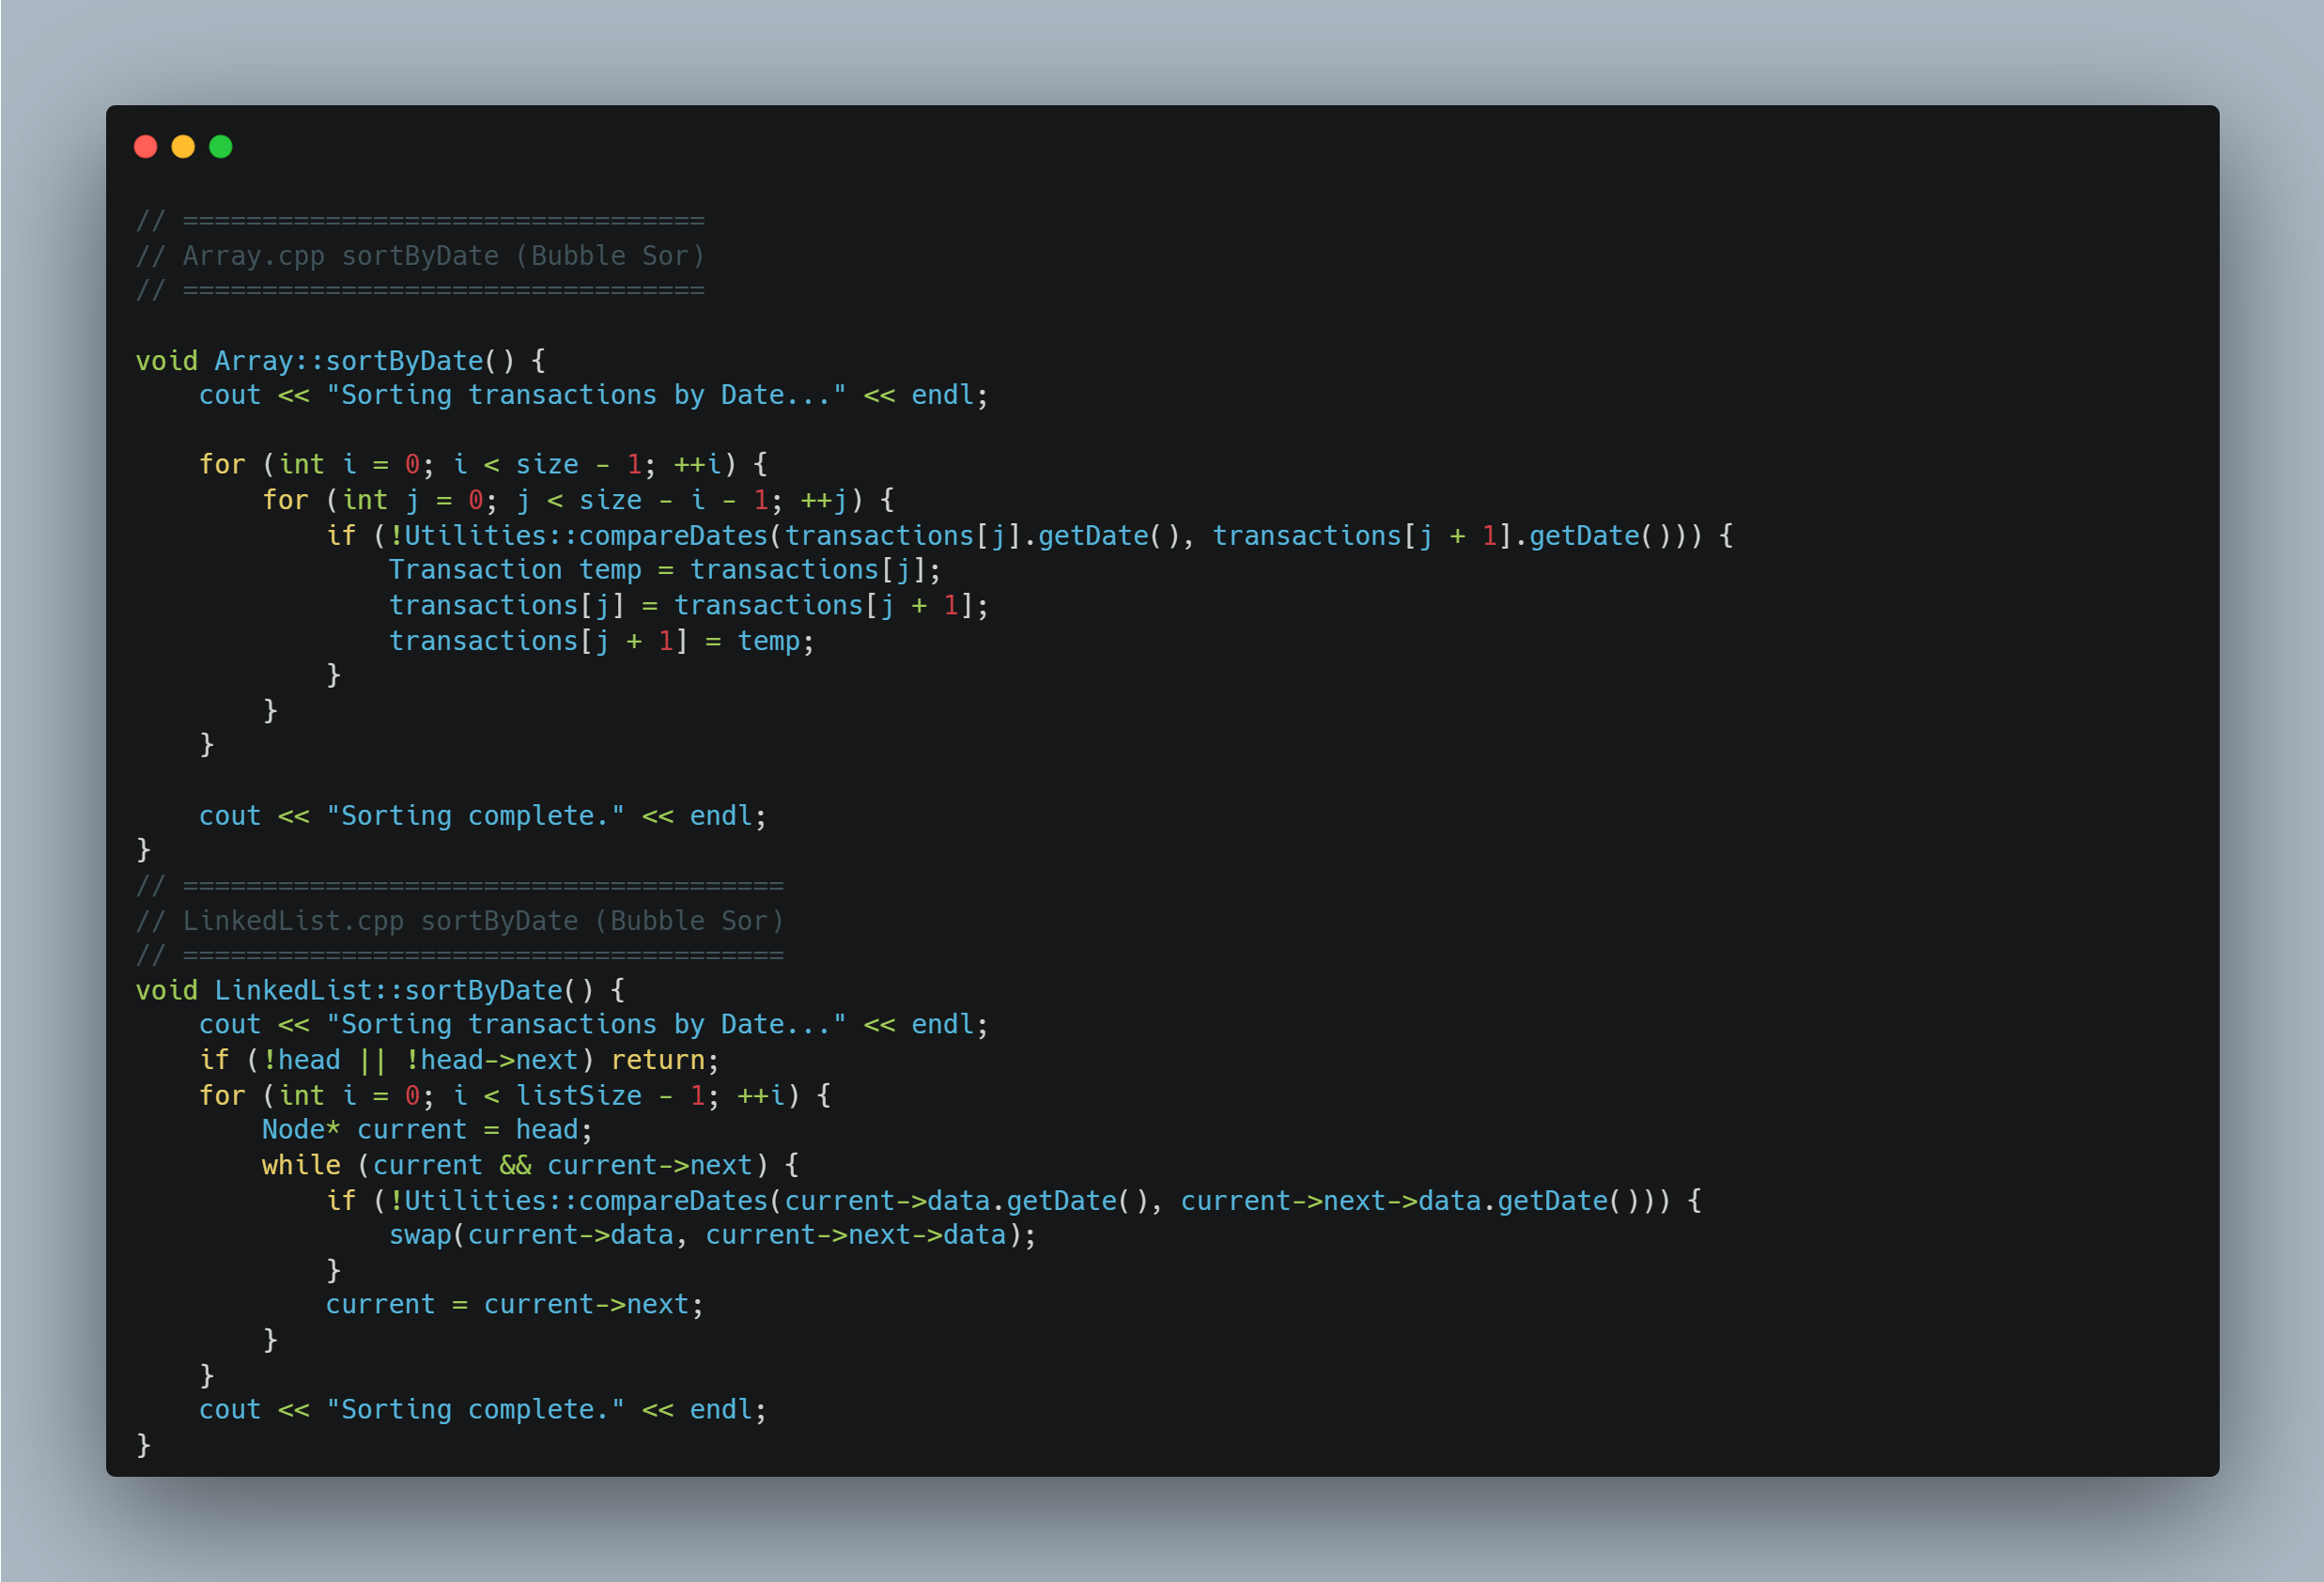 // =================================
// Array.cpp sortByDate (Bubble Sor)
// =================================
void Array::sortByDate() {
    cout << "Sorting transactions by Date..." << endl;
    for (int i = 0; i < size - 1; ++i) {
        for (int j = 0; j < size - i - 1; ++j) {
            if (!Utilities::compareDates(transactions[j].getDate(), transactions[j + 1].getDate())) {
                Transaction temp = transactions[j];
                transactions[j] = transactions[j + 1];
                transactions[j + 1] = temp;
            }
        }
    }
    cout << "Sorting complete." << endl;
}
// ======================================
// LinkedList.cpp sortByDate (Bubble Sor)
// ======================================
void LinkedList::sortByDate() {
    cout << "Sorting transactions by Date..." << endl;
    if (!head || !head->next) return;
    for (int i = 0; i < listSize - 1; ++i) {
        Node* current = head;
        while (current && current->next) {
            if (!Utilities::compareDates(current->data.getDate(), current->next->data.getDate())) {
                swap(current->data, current->next->data);
            }
            current = current->next;
        }
    }
    cout << "Sorting complete." << endl;
}